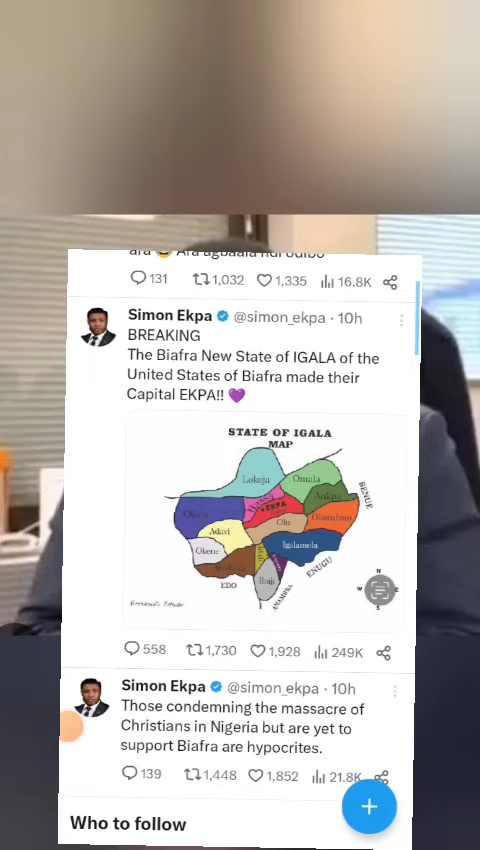 131 1,032 1,335 16.8K
Simon Ekpa @simon_ekpa · 10h
BREAKING
The Biafra New State of IGALA of the
United States of Biafra made their
Capital EKPA!! 💜
STATE OF IGALA
MAP
Lokoja
Omala
BENUE
Ankpa
EKPA
Olamaboro
Olu
Adavi
Okene
Igalamela
ENUGU
EDO
Ibaji
ANAMBRA
N
W
E
S
558 1,730 1,928 249K
Simon Ekpa @simon_ekpa · 10h
Those condemning the massacre of
Christians in Nigeria but are yet to
support Biafra are hypocrites.
139 1,448 1,852 21.8K
+
Who to follow